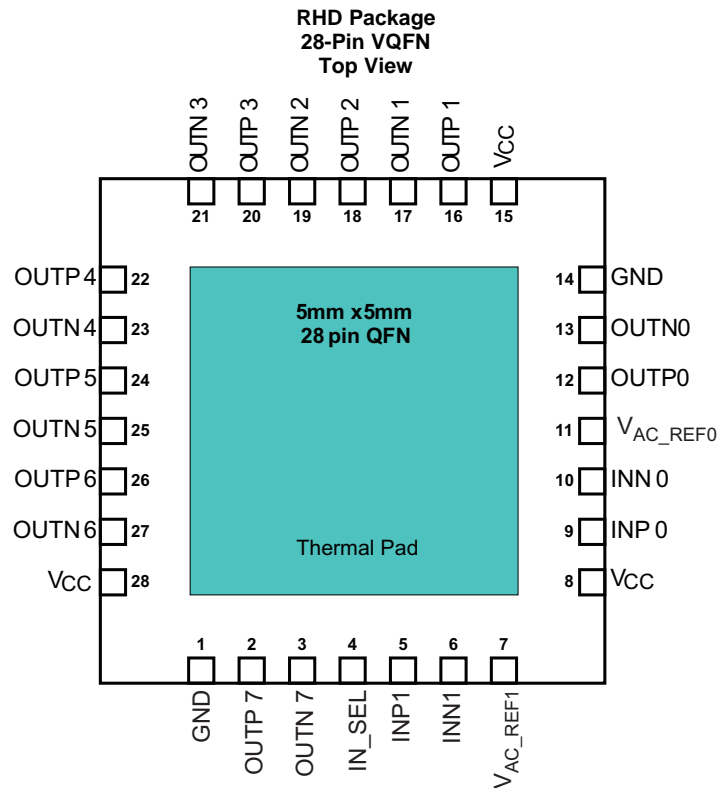 RHD Package
28-Pin VQFN
Top View
OUTN 3
OUTP 3
OUTN 2
OUTP 2
OUTN 1
OUTP 1
VCC
21 20 19 18 17 16 15
OUTP 4 22
OUTN 4 23
OUTP 5 24
OUTN 5 25
OUTP 6 26
OUTN 6 27
VCC 28
5mm x5mm
28 pin QFN
Thermal Pad
14 GND
13 OUTN0
12 OUTP0
11 VAC_REF0
10 INN 0
9 INP 0
8 VCC
1 2 3 4 5 6 7
GND
OUTP 7
OUTN 7
IN_SEL
INP1
INN1
VAC_REF1